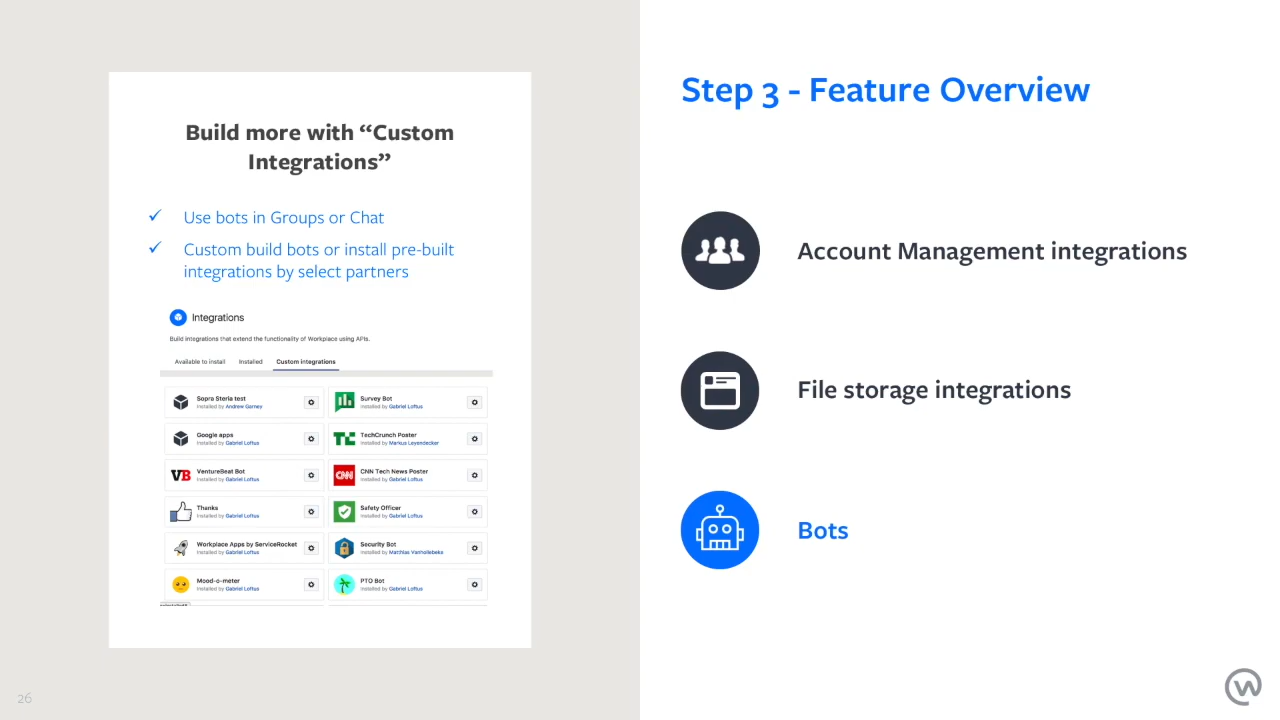 Build more with “Custom
Integrations”
✓ Use bots in Groups or Chat
✓ Custom build bots or install pre-built
integrations by select partners
Integrations
Build integrations that extend the functionality of Workplace using APIs.
Available to install Installed Custom integrations
Sopra Steria test
Installed by Andrew Garney
Survey Bot
Installed by Gabriel Loftus
Google apps
Installed by Gabriel Loftus
TC
TechCrunch Poster
Installed by Markus Leyendecker
VB
VentureBeat Bot
Installed by Gabriel Loftus
CNN
CNN Tech News Poster
Installed by Gabriel Loftus
Thanks
Installed by Gabriel Loftus
Safety Officer
Installed by Gabriel Loftus
Workplace Apps by ServiceRocket
Installed by Gabriel Loftus
Security Bot
Installed by Matthias Vanhollebeke
Mood-o-meter
Installed by Gabriel Loftus
PTO Bot
Installed by Gabriel Loftus
26
Step 3 - Feature Overview
Account Management integrations
File storage integrations
Bots